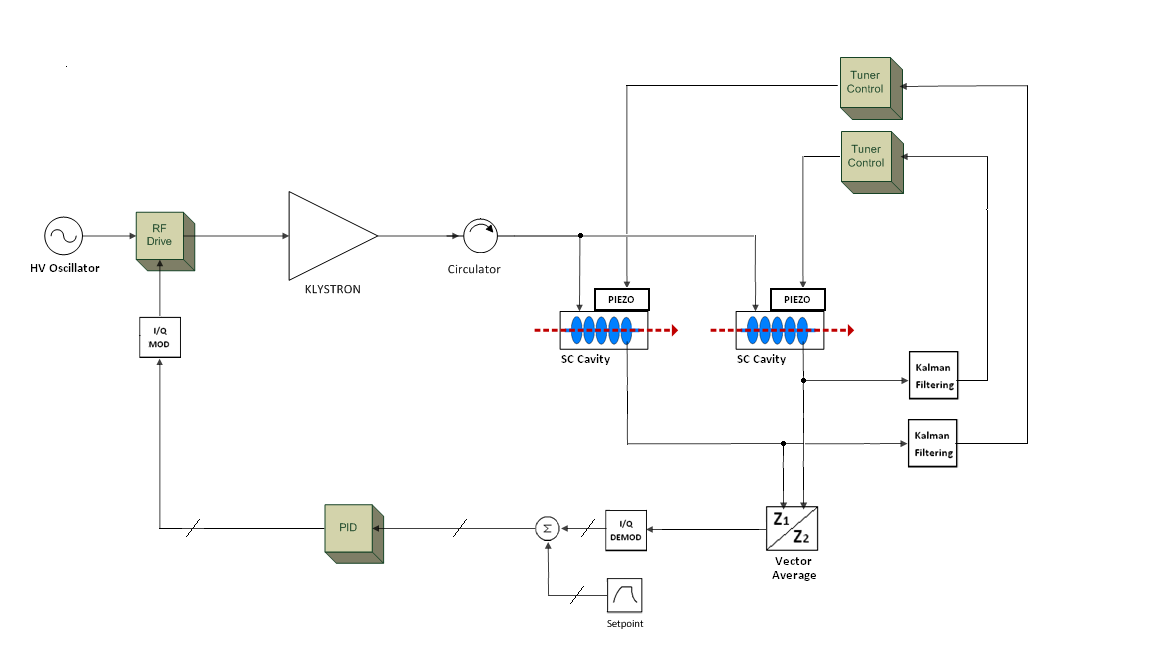 Tuner
Control
Tuner
Control
RF
Drive
HV Oscillator
KLYSTRON
Circulator
PIEZO
PIEZO
I/Q
MOD
SC Cavity
SC Cavity
Kalman
Filtering
Kalman
Filtering
PID
Σ
I/Q
DEMOD
Z1
Z2
Vector
Average
Setpoint